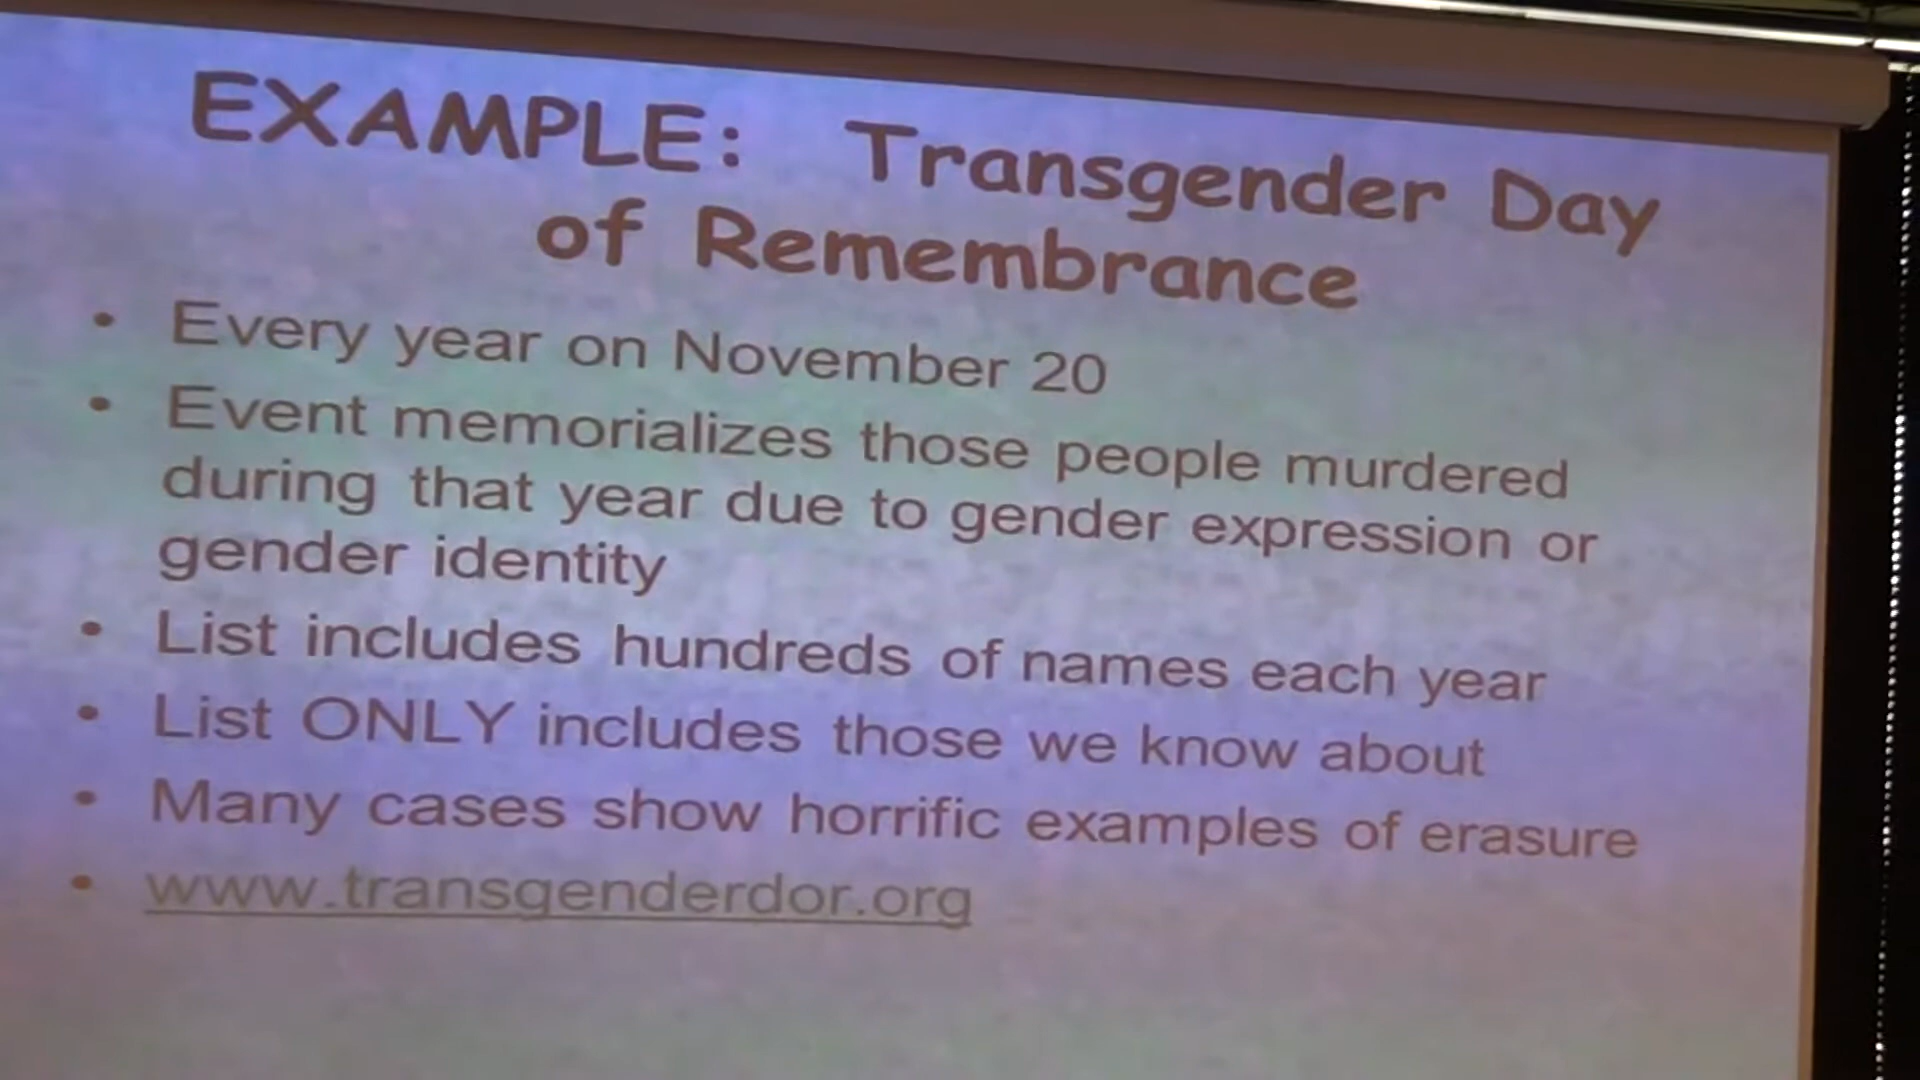 EXAMPLE: Transgender Day
of Remembrance
• Every year on November 20
• Event memorializes those people murdered
during that year due to gender expression or
gender identity
• List includes hundreds of names each year
• List ONLY includes those we know about
• Many cases show horrific examples of erasure
• www.transgenderdor.org